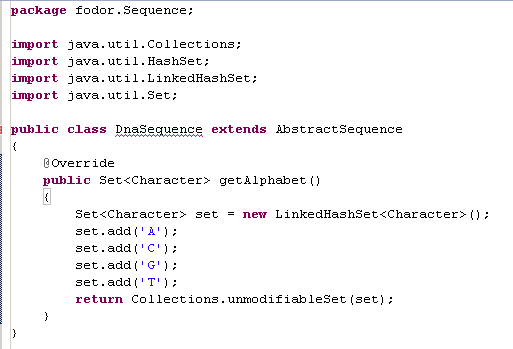 package fodor.Sequence;
import java.util.Collections;
import java.util.HashSet;
import java.util.LinkedHashSet;
import java.util.Set;
public class DnaSequence extends AbstractSequence
{
    @Override
    public Set<Character> getAlphabet()
    {
        Set<Character> set = new LinkedHashSet<Character>();
        set.add('A');
        set.add('C');
        set.add('G');
        set.add('T');
        return Collections.unmodifiableSet(set);
    }
}